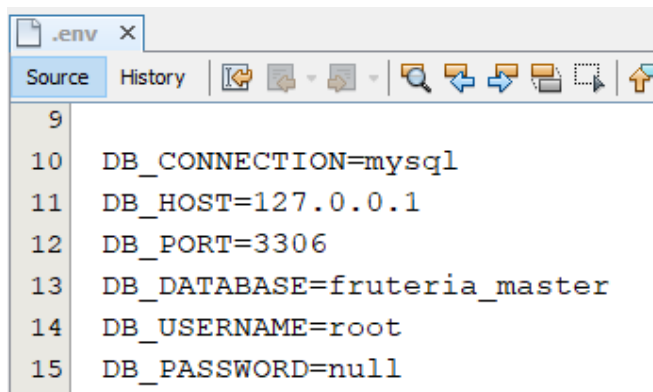 .env
Source History
9
10 DB_CONNECTION=mysql
11 DB_HOST=127.0.0.1
12 DB_PORT=3306
13 DB_DATABASE=fruteria_master
14 DB_USERNAME=root
15 DB_PASSWORD=null